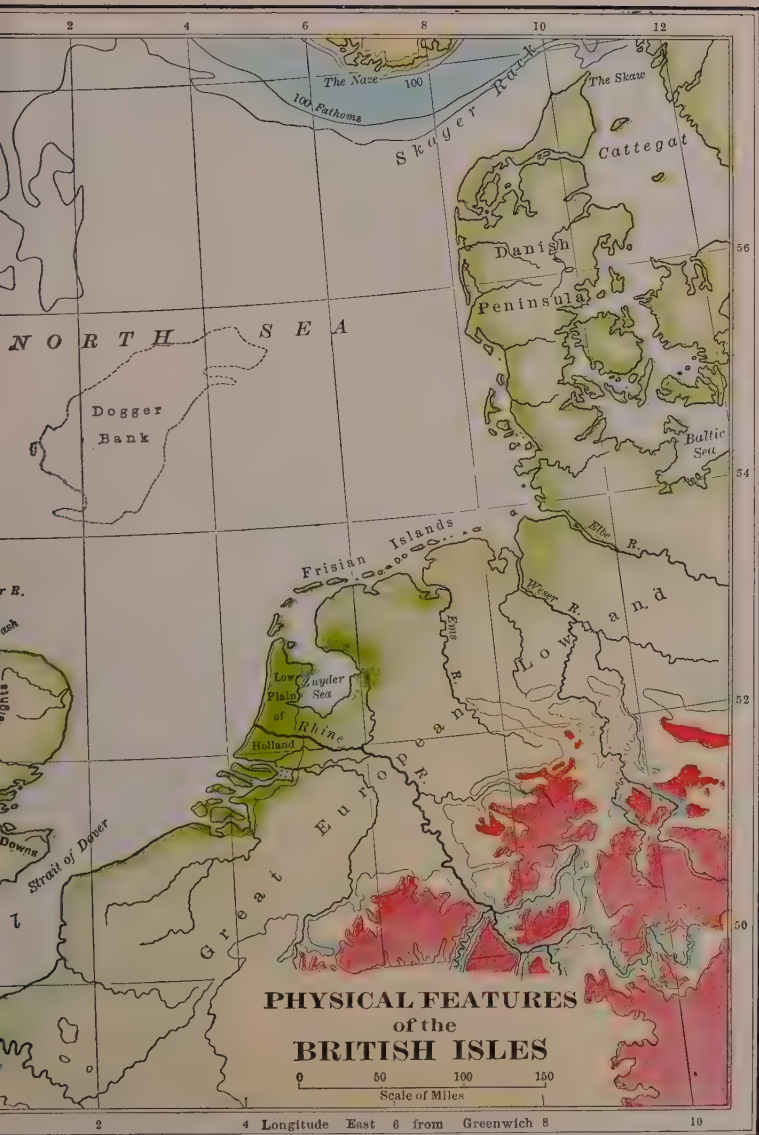 2 4 6 8 10 12
The Naze 100
100 Fathoms
Skager Rack
The Skaw
Cattegat
Danish
56
Peninsula
NORTH SEA
Dogger
Bank
Baltic
Sea
54
Frisian Islands
Elbe R.
r R.
ash
Weser R.
Ems R.
Low
Plain
of
Holland
Zuyder
Sea
Rhine R.
52
Great European Lowland
Downs
Strait of Dover
l
50
PHYSICAL FEATURES
of the
BRITISH ISLES
0 50 100 150
Scale of Miles
2 4 Longitude East 6 from Greenwich 8 10